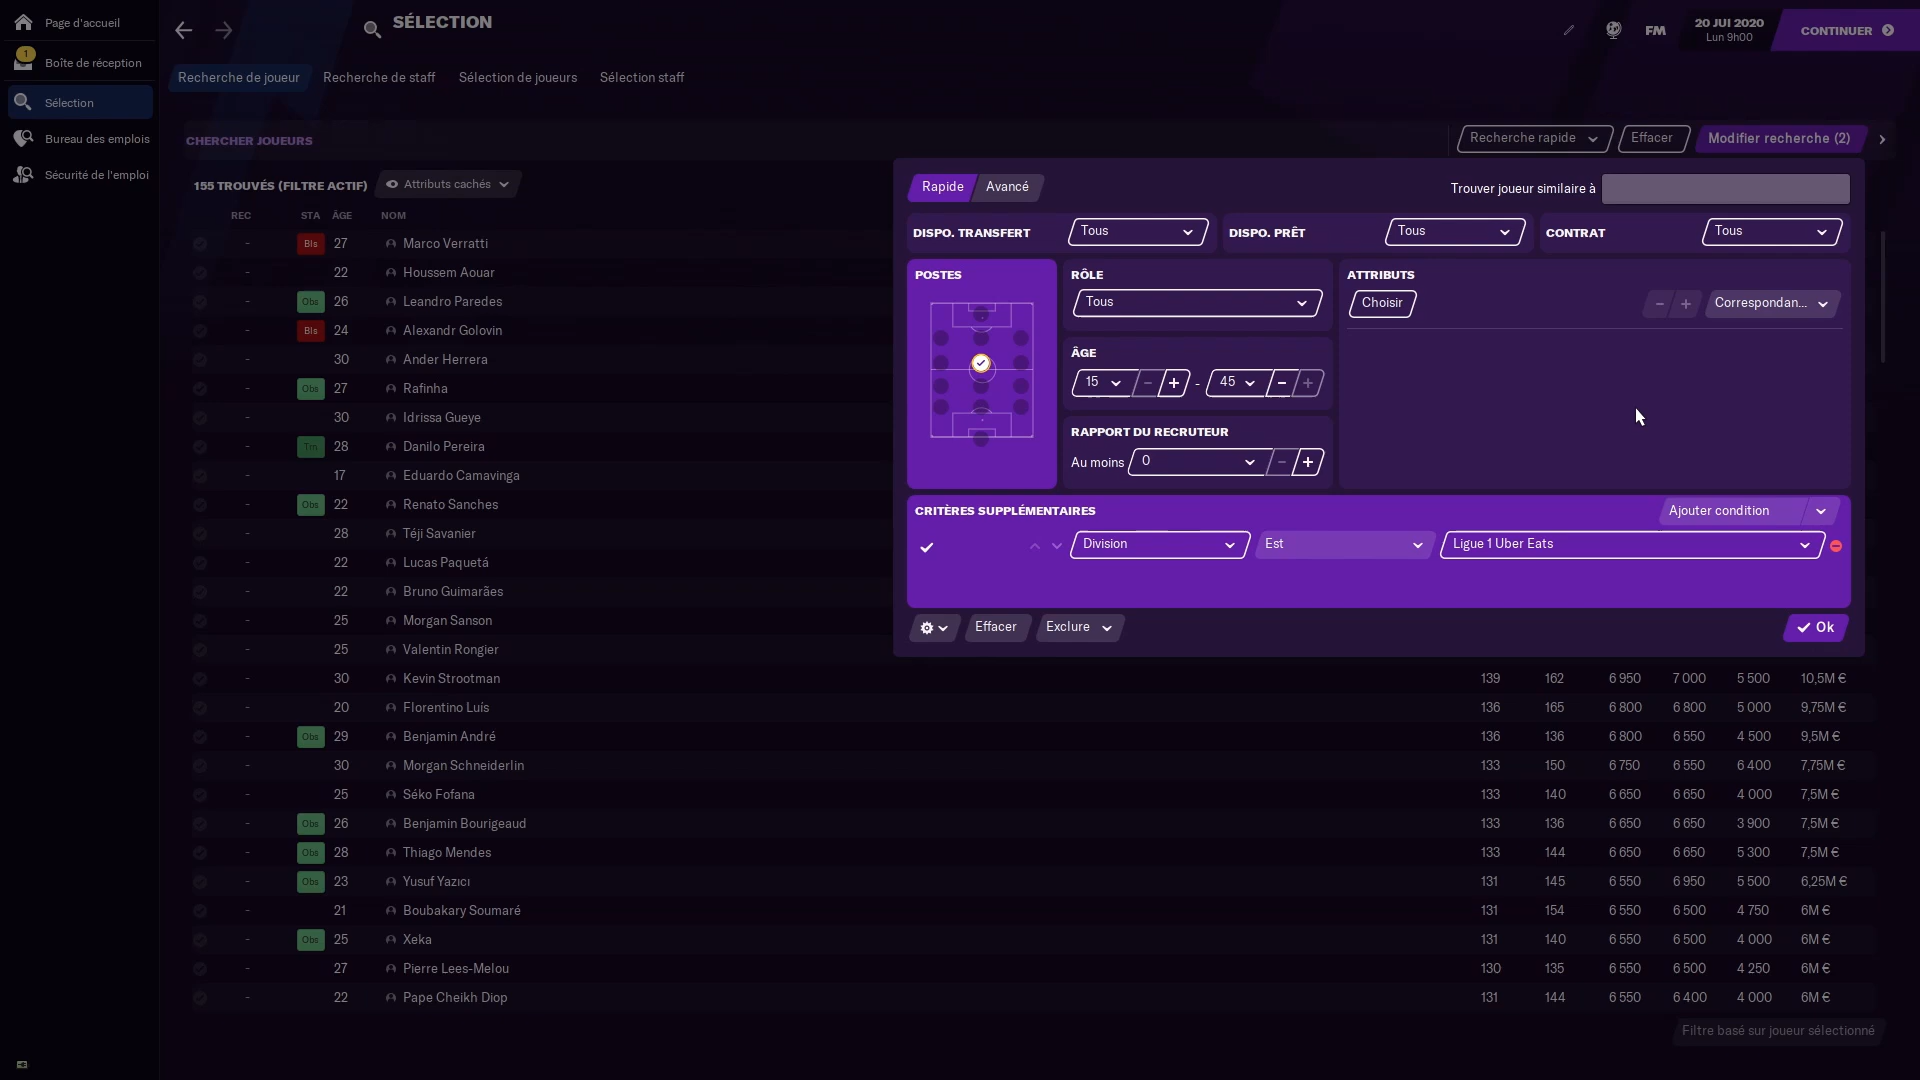 Page d'accueil
1
Boîte de réception
Sélection
Bureau des emplois
Sécurité de l'emploi
SÉLECTION
FM
20 JUI 2020
Lun 9h00
CONTINUER
Recherche de joueur
Recherche de staff
Sélection de joueurs
Sélection staff
CHERCHER JOUEURS
Recherche rapide
Effacer
Modifier recherche (2)
155 TROUVÉS (FILTRE ACTIF)
Attributs cachés
REC STA ÂGE NOM
- Bls 27 Marco Verratti
- 22 Houssem Aouar
- Obs 26 Leandro Paredes
- Bls 24 Alexandr Golovin
- 30 Ander Herrera
- Obs 27 Rafinha
- 30 Idrissa Gueye
- Trn 28 Danilo Pereira
- 17 Eduardo Camavinga
- Obs 22 Renato Sanches
- 28 Téji Savanier
- 22 Lucas Paquetá
- 22 Bruno Guimarães
- 25 Morgan Sanson
- 25 Valentin Rongier
- 30 Kevin Strootman 139 162 6 950 7 000 5 500 10,5M €
- 20 Florentino Luís 136 165 6 800 6 800 5 000 9,75M €
- Obs 29 Benjamin André 136 136 6 800 6 550 4 500 9,5M €
- 30 Morgan Schneiderlin 133 150 6 750 6 550 6 400 7,75M €
- 25 Séko Fofana 133 140 6 650 6 650 4 000 7,5M €
- Obs 26 Benjamin Bourigeaud 133 136 6 650 6 650 3 900 7,5M €
- Obs 28 Thiago Mendes 133 144 6 650 6 650 5 300 7,5M €
- Obs 23 Yusuf Yazıcı 131 145 6 550 6 950 5 500 6,25M €
- 21 Boubakary Soumaré 131 154 6 550 6 500 4 750 6M €
- Obs 25 Xeka 131 140 6 550 6 500 4 000 6M €
- 27 Pierre Lees-Melou 130 135 6 550 6 500 4 250 6M €
- 22 Pape Cheikh Diop 131 144 6 550 6 400 4 000 6M €
Rapide
Avancé
Trouver joueur similaire à
DISPO. TRANSFERT Tous
DISPO. PRÊT Tous
CONTRAT Tous
POSTES
RÔLE
Tous
ÂGE
15 - + - 45 - +
RAPPORT DU RECRUTEUR
Au moins 0 - +
ATTRIBUTS
Choisir
- + Correspondan...
CRITÈRES SUPPLÉMENTAIRES
Ajouter condition
Division
Est
Ligue 1 Uber Eats
Effacer
Exclure
Ok
Filtre basé sur joueur sélectionné